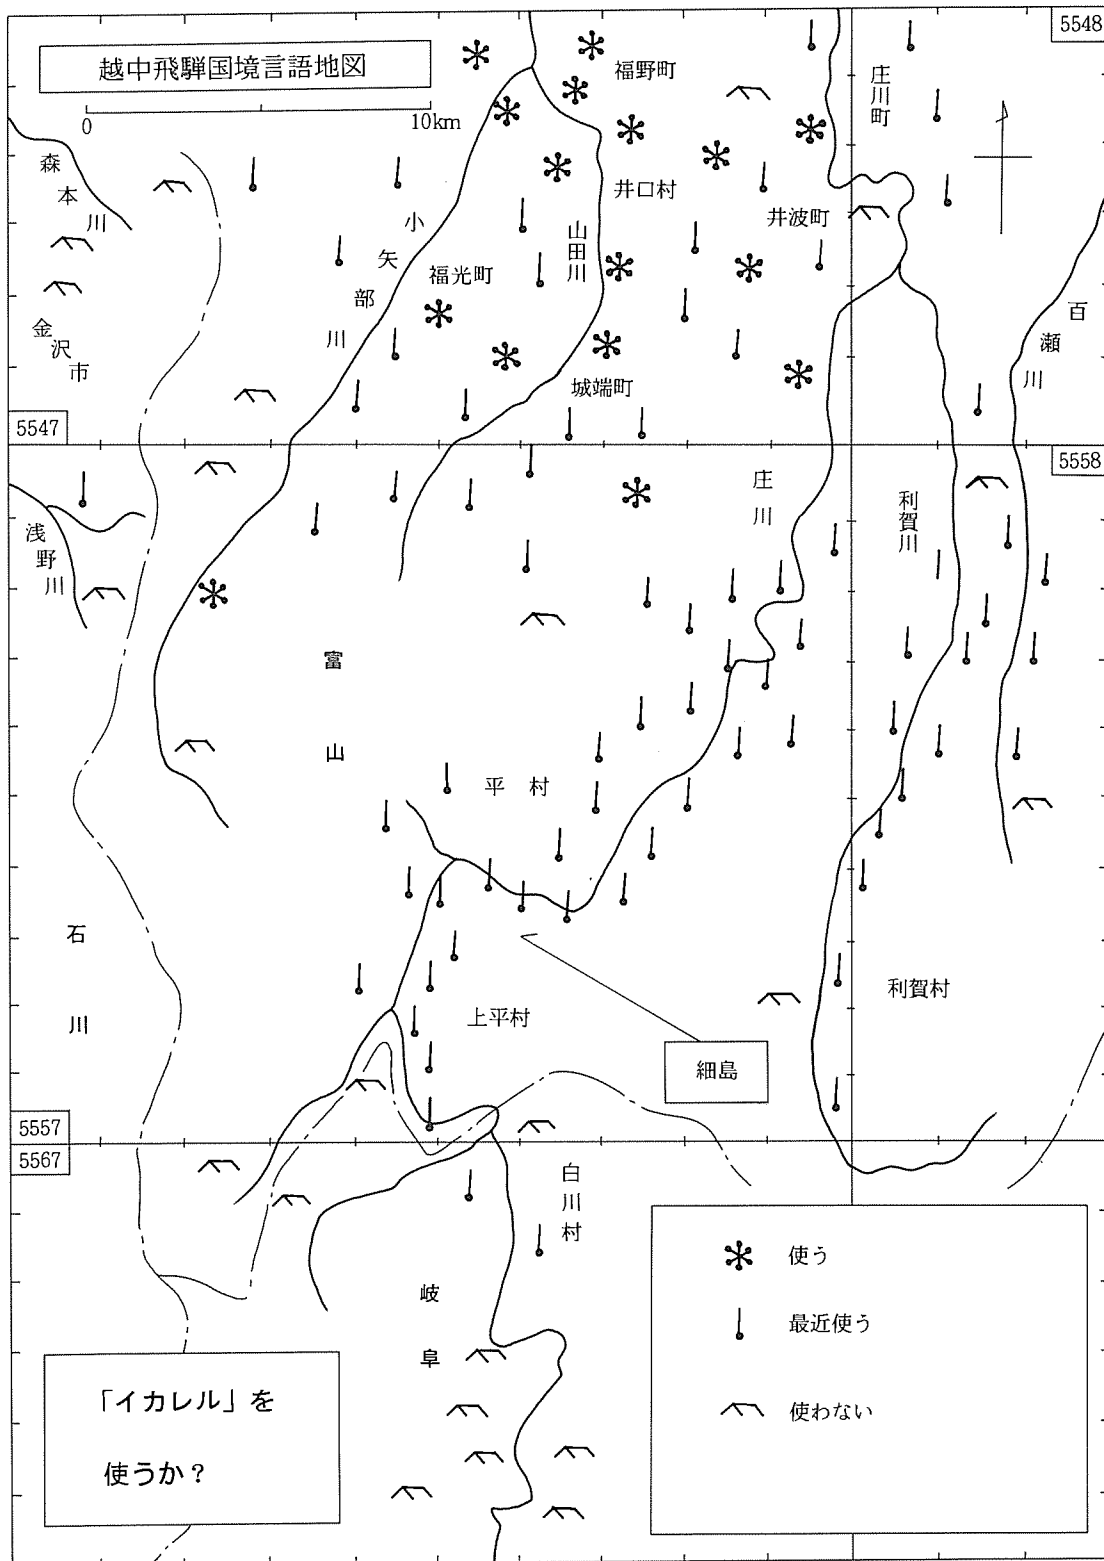 越中飛騨国境言語地図
0 10km
5548
福野町
庄川町
森本川
井口村
井波町
小矢部川
山田川
福光町
百瀬川
金沢市
城端町
5547
5558
庄川
利賀川
浅野川
富山
平村
石川
利賀村
上平村
細島
5557
5567
白川村
岐阜
使う
最近使う
使わない
「イカレル」を
使うか？